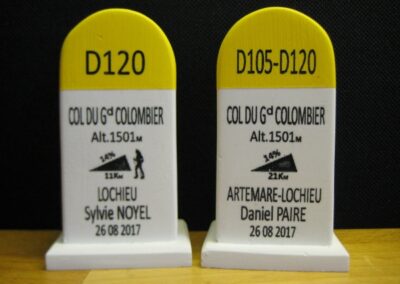 D120
COL DU Gd COLOMBIER
Alt.1501M
14%
11KM
LOCHIEU
Sylvie NOYEL
26 08 2017
D105-D120
COL DU Gd COLOMBIER
Alt.1501M
14%
21KM
ARTEMARE-LOCHIEU
Daniel PAIRE
26 08 2017